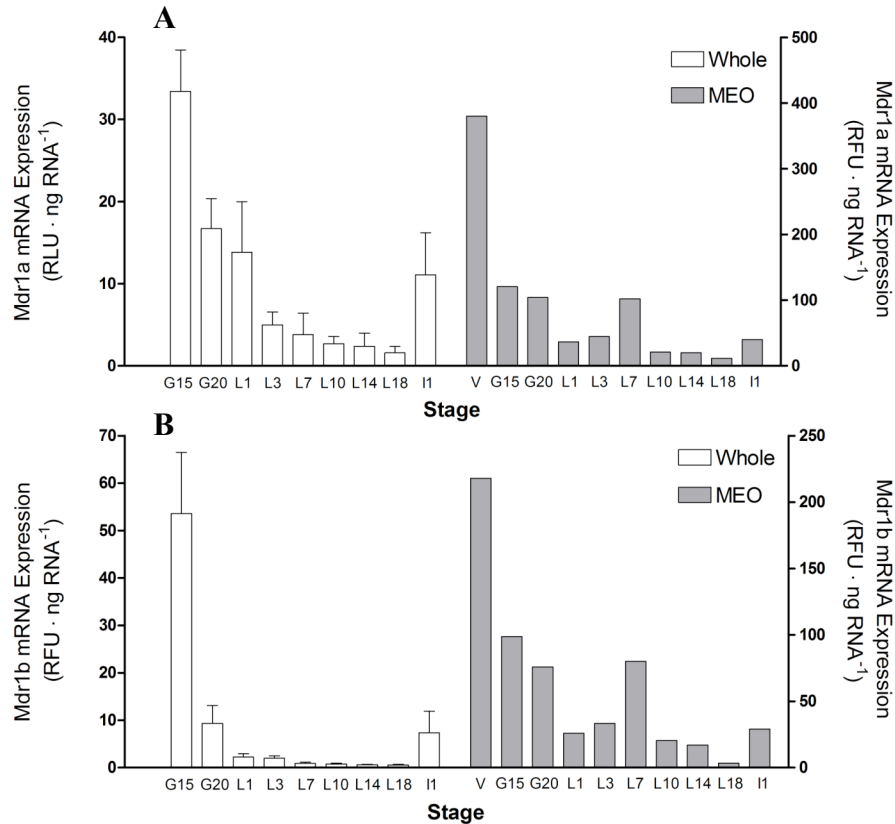 A
Mdr1a mRNA Expression
(RLU · ng RNA⁻¹)
40
30
20
10
0
Whole
MEO
500
400
300
200
100
0
Mdr1a mRNA Expression
(RFU · ng RNA⁻¹)
G15 G20 L1 L3 L7 L10 L14 L18 I1 V G15 G20 L1 L3 L7 L10 L14 L18 I1
Stage
B
Mdr1b mRNA Expression
(RFU · ng RNA⁻¹)
70
60
50
40
30
20
10
0
Whole
MEO
250
200
150
100
50
0
Mdr1b mRNA Expression
(RFU · ng RNA⁻¹)
G15 G20 L1 L3 L7 L10 L14 L18 I1 V G15 G20 L1 L3 L7 L10 L14 L18 I1
Stage